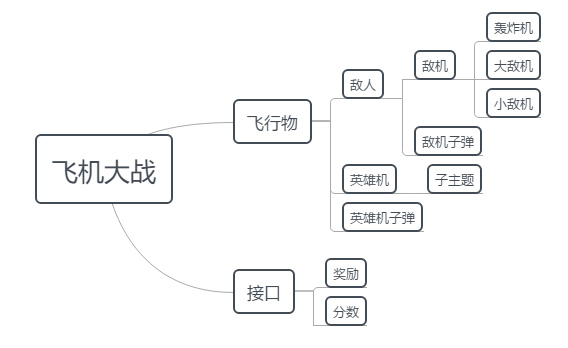 飞机大战
飞行物
敌人
敌机
轰炸机
大敌机
小敌机
敌机子弹
英雄机
子主题
英雄机子弹
接口
奖励
分数